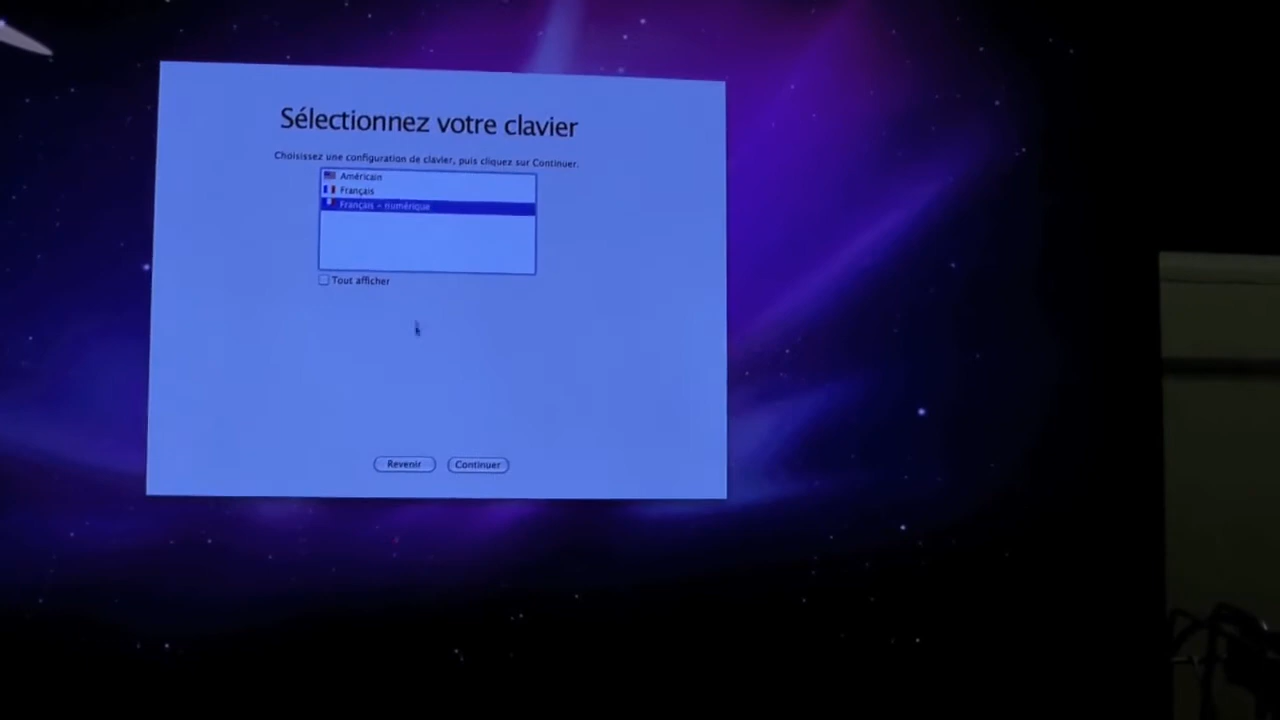 Sélectionnez votre clavier
Choisissez une configuration de clavier, puis cliquez sur Continuer.
Américain
Français
Français – numérique
Tout afficher
Revenir
Continuer